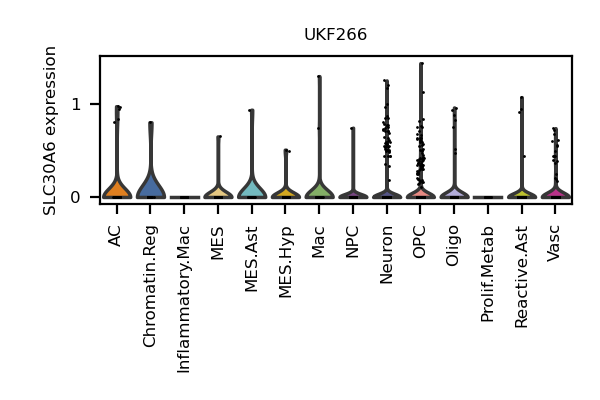 UKF266
SLC30A6 expression
1
0
AC
Chromatin.Reg
Inflammatory.Mac
MES
MES.Ast
MES.Hyp
Mac
NPC
Neuron
OPC
Oligo
Prolif.Metab
Reactive.Ast
Vasc